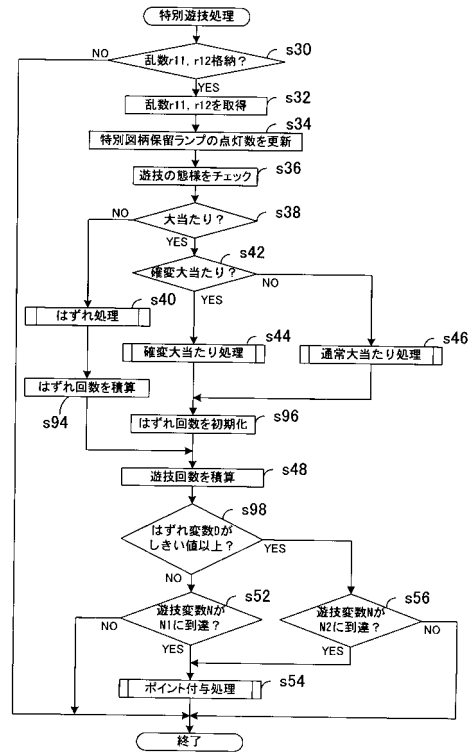 特別遊技処理
s30
NO
乱数r11, r12格納？
YES
s32
乱数r11, r12を取得
s34
特別図柄保留ランプの点灯数を更新
s36
遊技の態様をチェック
s38
NO
大当たり？
YES
s42
確変大当たり？
NO
YES
s40
はずれ処理
s44
確変大当たり処理
s46
通常大当たり処理
はずれ回数を積算
s94
s96
はずれ回数を初期化
s48
遊技回数を積算
s98
はずれ変数Dが
しきい値以上？
YES
NO
s52
遊技変数Nが
N1に到達？
NO
YES
s56
遊技変数Nが
N2に到達？
NO
YES
s54
ポイント付与処理
終了